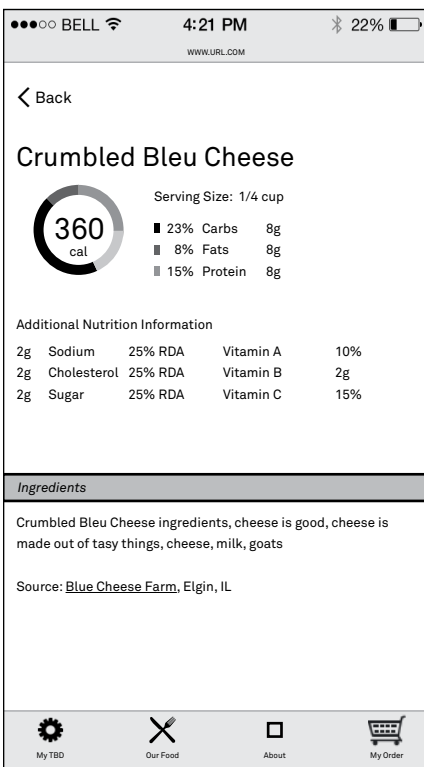 BELL 4:21 PM 22%
WWW.URL.COM
Back
Crumbled Bleu Cheese
360
cal
Serving Size: 1/4 cup
23% Carbs 8g
8% Fats 8g
15% Protein 8g
Additional Nutrition Information
2g Sodium 25% RDA Vitamin A 10%
2g Cholesterol 25% RDA Vitamin B 2g
2g Sugar 25% RDA Vitamin C 15%
Ingredients
Crumbled Bleu Cheese ingredients, cheese is good, cheese is
made out of tasy things, cheese, milk, goats
Source: Blue Cheese Farm, Elgin, IL
My TBD Our Food About My Order